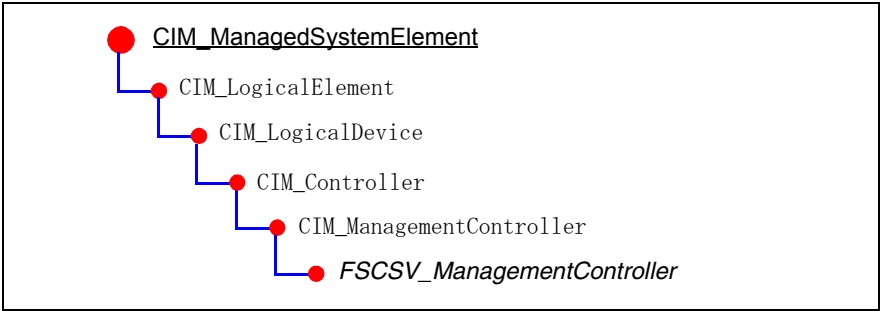 CIM_ManagedSystemElement
CIM_LogicalElement
CIM_LogicalDevice
CIM_Controller
CIM_ManagementController
FSCSV_ManagementController